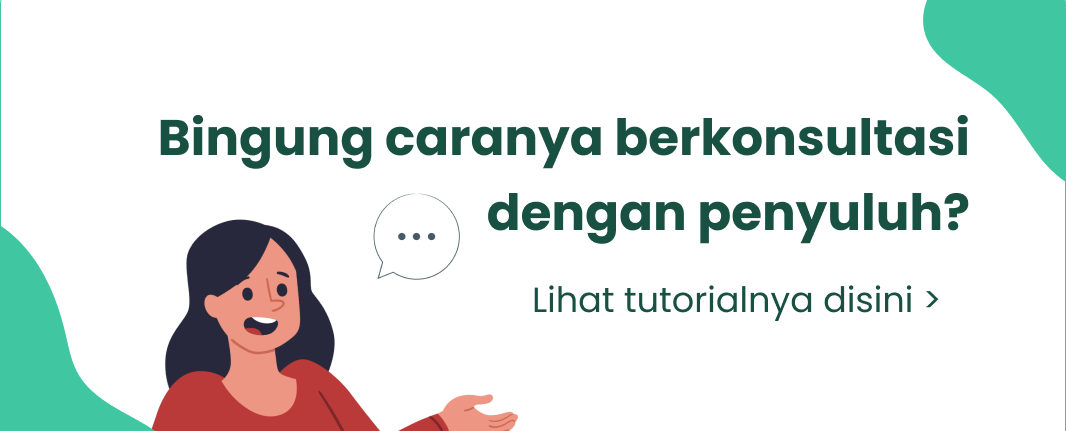 Bingung caranya berkonsultasi
dengan penyuluh?
Lihat tutorialnya disini >